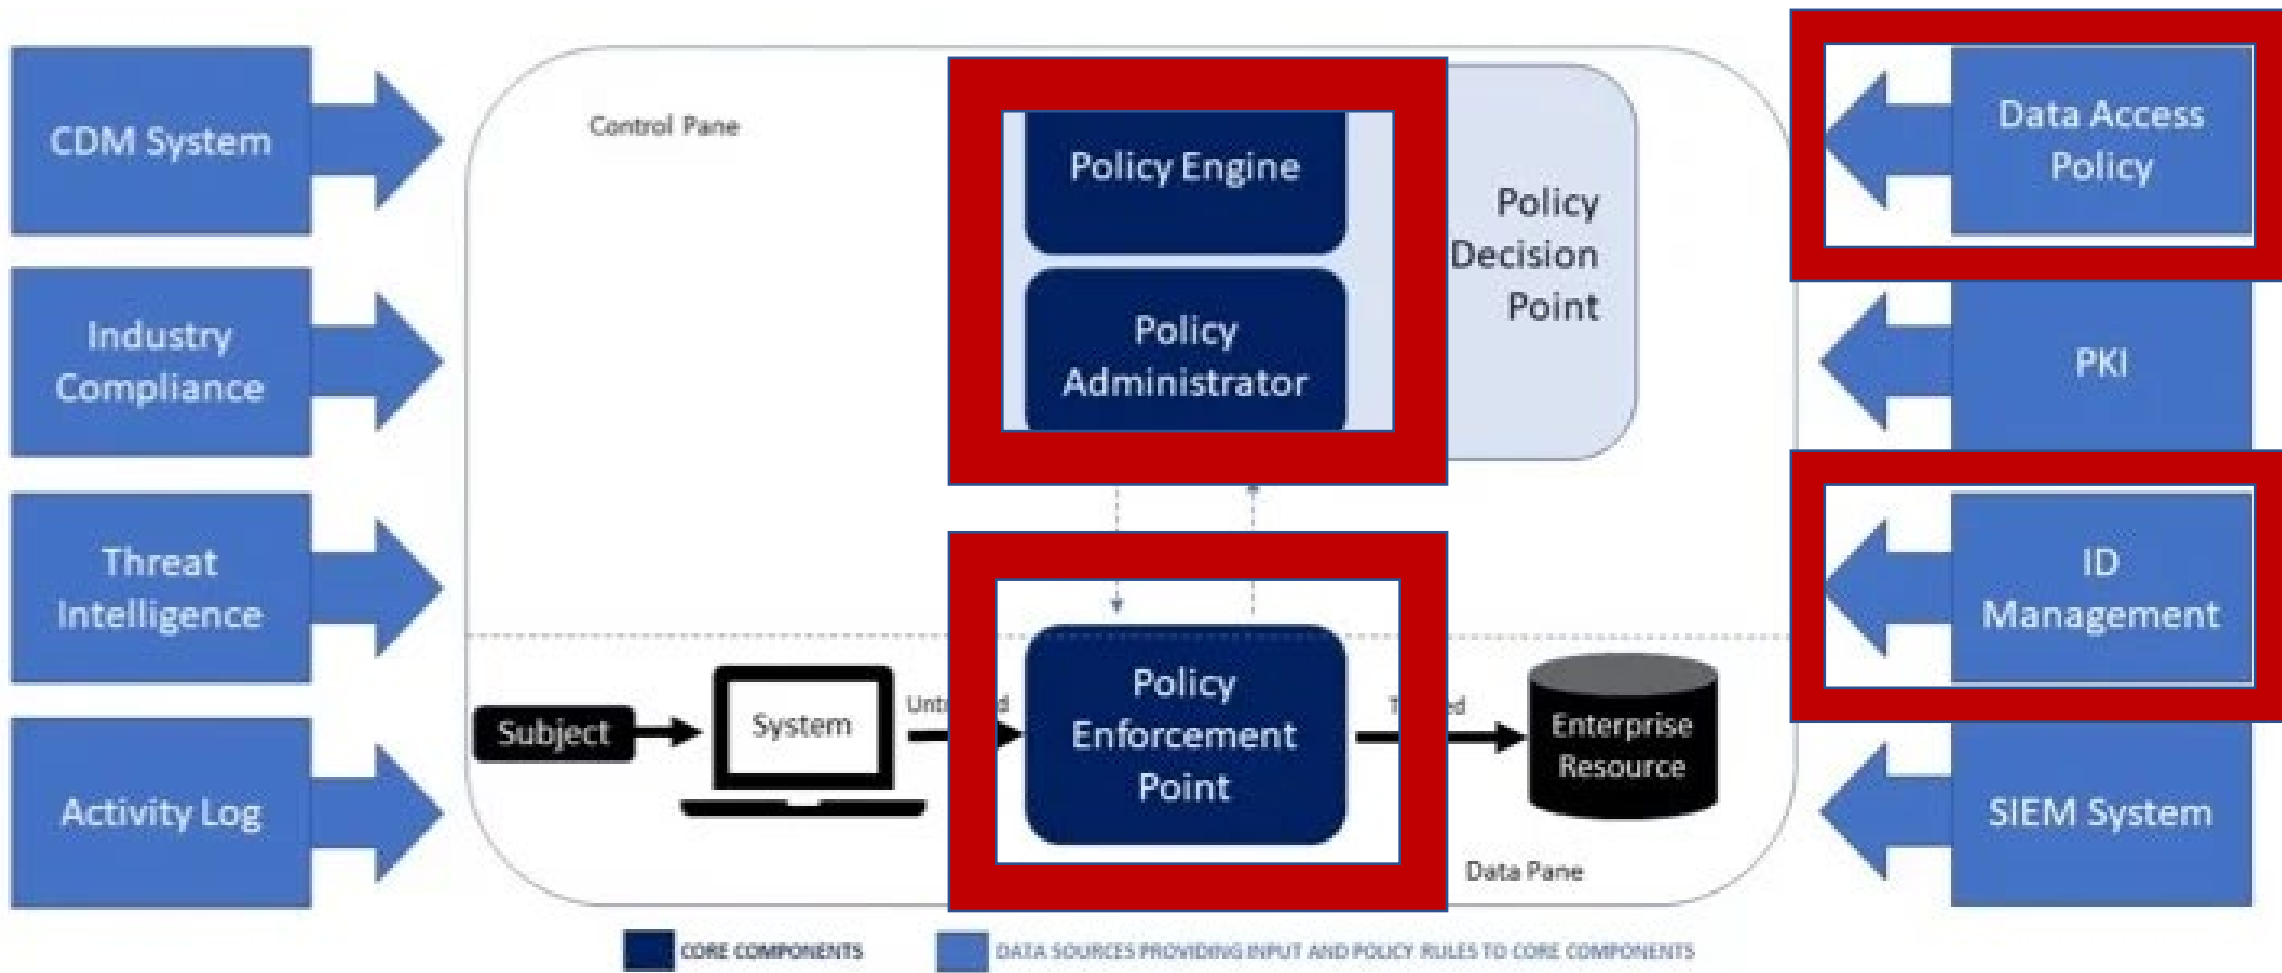 CDM System
Industry
Compliance
Threat
Intelligence
Activity Log
Control Pane
Policy Engine
Policy
Administrator
Policy
Decision
Point
Subject
System
Policy
Enforcement
Point
Enterprise
Resource
Data Pane
Data Access
Policy
PKI
ID
Management
SIEM System
CORE COMPONENTS
DATA SOURCES PROVIDING INPUT AND POLICY RULES TO CORE COMPONENTS